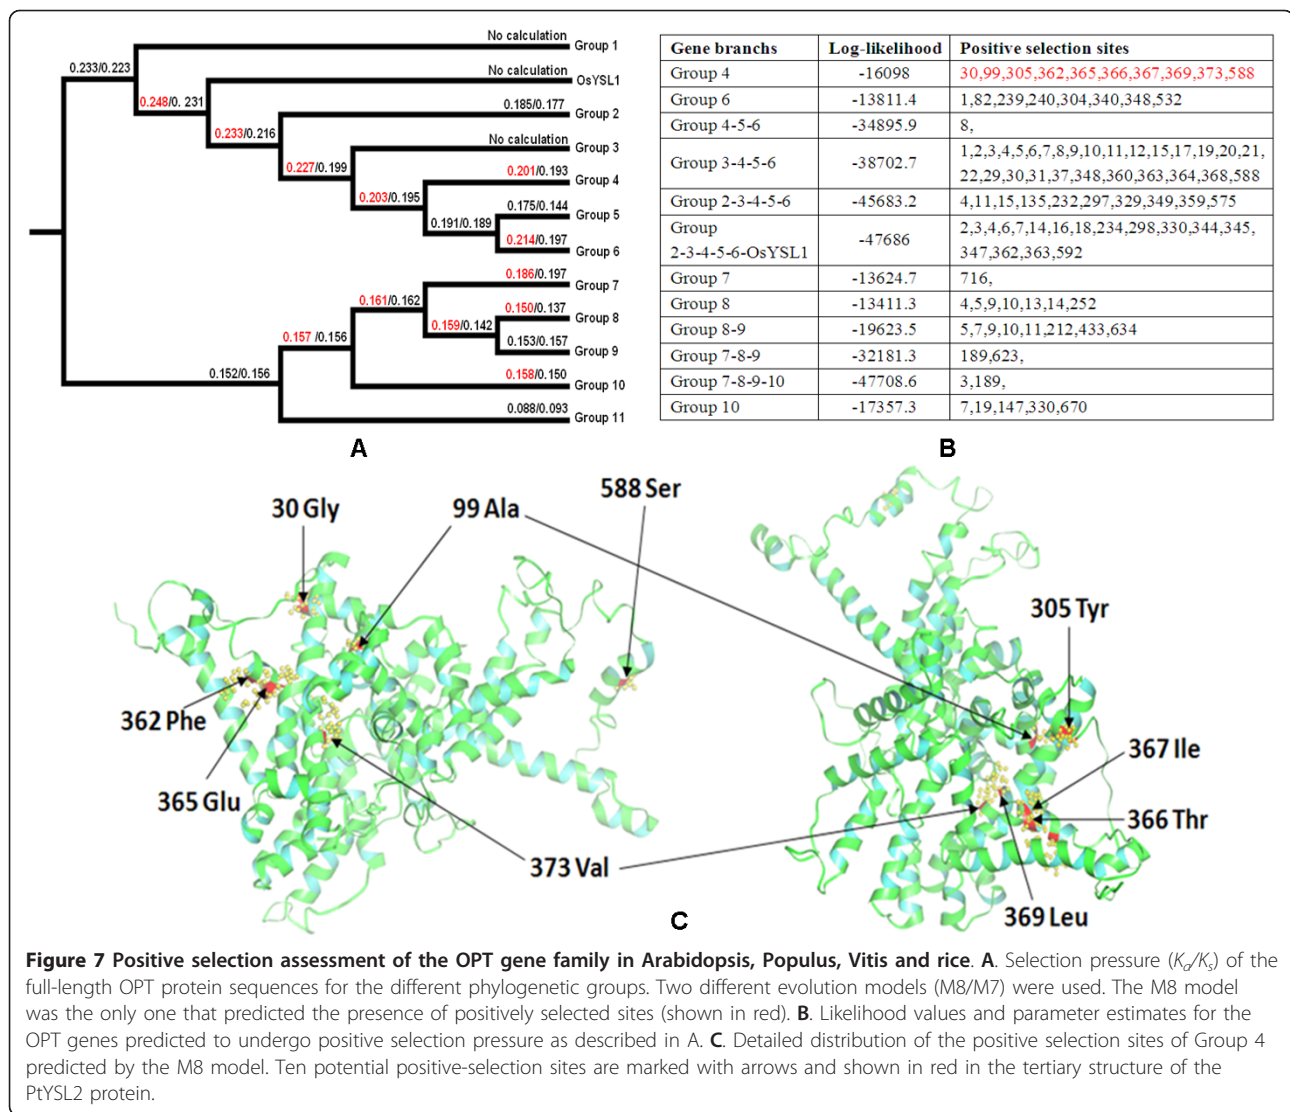 No calculation
Group 1
0.233/0.223
No calculation
OsYSL1
0.248/0. 231
0.185/0.177
Group 2
0.233/0.216
No calculation
Group 3
0.227/0.199
0.201/0.193
Group 4
0.203/0.195
0.175/0.144
Group 5
0.191/0.189
0.214/0.197
Group 6
0.186/0.197
Group 7
0.161/0.162
0.150/0.137
Group 8
0.159/0.142
0.153/0.157
Group 9
0.157 /0.156
0.158/0.150
Group 10
0.152/0.156
0.088/0.093
Group 11
A
Gene branchs Log-likelihood Positive selection sites
Group 4 -16098 30,99,305,362,365,366,367,369,373,588
Group 6 -13811.4 1,82,239,240,304,340,348,532
Group 4-5-6 -34895.9 8,
Group 3-4-5-6 -38702.7 1,2,3,4,5,6,7,8,9,10,11,12,15,17,19,20,21,
22,29,30,31,37,348,360,363,364,368,588
Group 2-3-4-5-6 -45683.2 4,11,15,135,232,297,329,349,359,575
Group -47686 2,3,4,6,7,14,16,18,234,298,330,344,345,
2-3-4-5-6-OsYSL1 347,362,363,592
Group 7 -13624.7 716,
Group 8 -13411.3 4,5,9,10,13,14,252
Group 8-9 -19623.5 5,7,9,10,11,212,433,634
Group 7-8-9 -32181.3 189,623,
Group 7-8-9-10 -47708.6 3,189,
Group 10 -17357.3 7,19,147,330,670
B
30 Gly
99 Ala
588 Ser
305 Tyr
362 Phe
367 Ile
365 Glu
366 Thr
373 Val
369 Leu
C
Figure 7 Positive selection assessment of the OPT gene family in Arabidopsis, Populus, Vitis and rice. A. Selection pressure (Ka/Ks) of the
full-length OPT protein sequences for the different phylogenetic groups. Two different evolution models (M8/M7) were used. The M8 model
was the only one that predicted the presence of positively selected sites (shown in red). B. Likelihood values and parameter estimates for the
OPT genes predicted to undergo positive selection pressure as described in A. C. Detailed distribution of the positive selection sites of Group 4
predicted by the M8 model. Ten potential positive-selection sites are marked with arrows and shown in red in the tertiary structure of the
PtYSL2 protein.